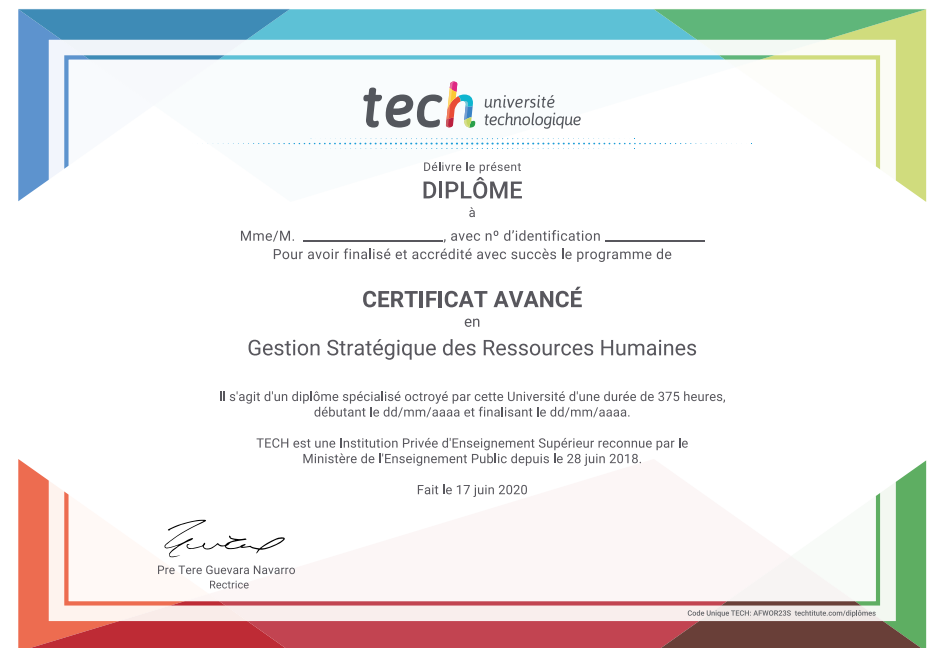 tech université
technologique
Délivre le présent
DIPLÔME
à
Mme/M. ____________________, avec nº d'identification ______________
Pour avoir finalisé et accrédité avec succès le programme de
CERTIFICAT AVANCÉ
en
Gestion Stratégique des Ressources Humaines
Il s'agit d'un diplôme spécialisé octroyé par cette Université d'une durée de 375 heures,
débutant le dd/mm/aaaa et finalisant le dd/mm/aaaa.
TECH est une Institution Privée d'Enseignement Supérieur reconnue par le
Ministère de l'Enseignement Public depuis le 28 juin 2018.
Fait le 17 juin 2020
Pre Tere Guevara Navarro
Rectrice
Code Unique TECH: AFWOR23S techtitute.com/diplômes